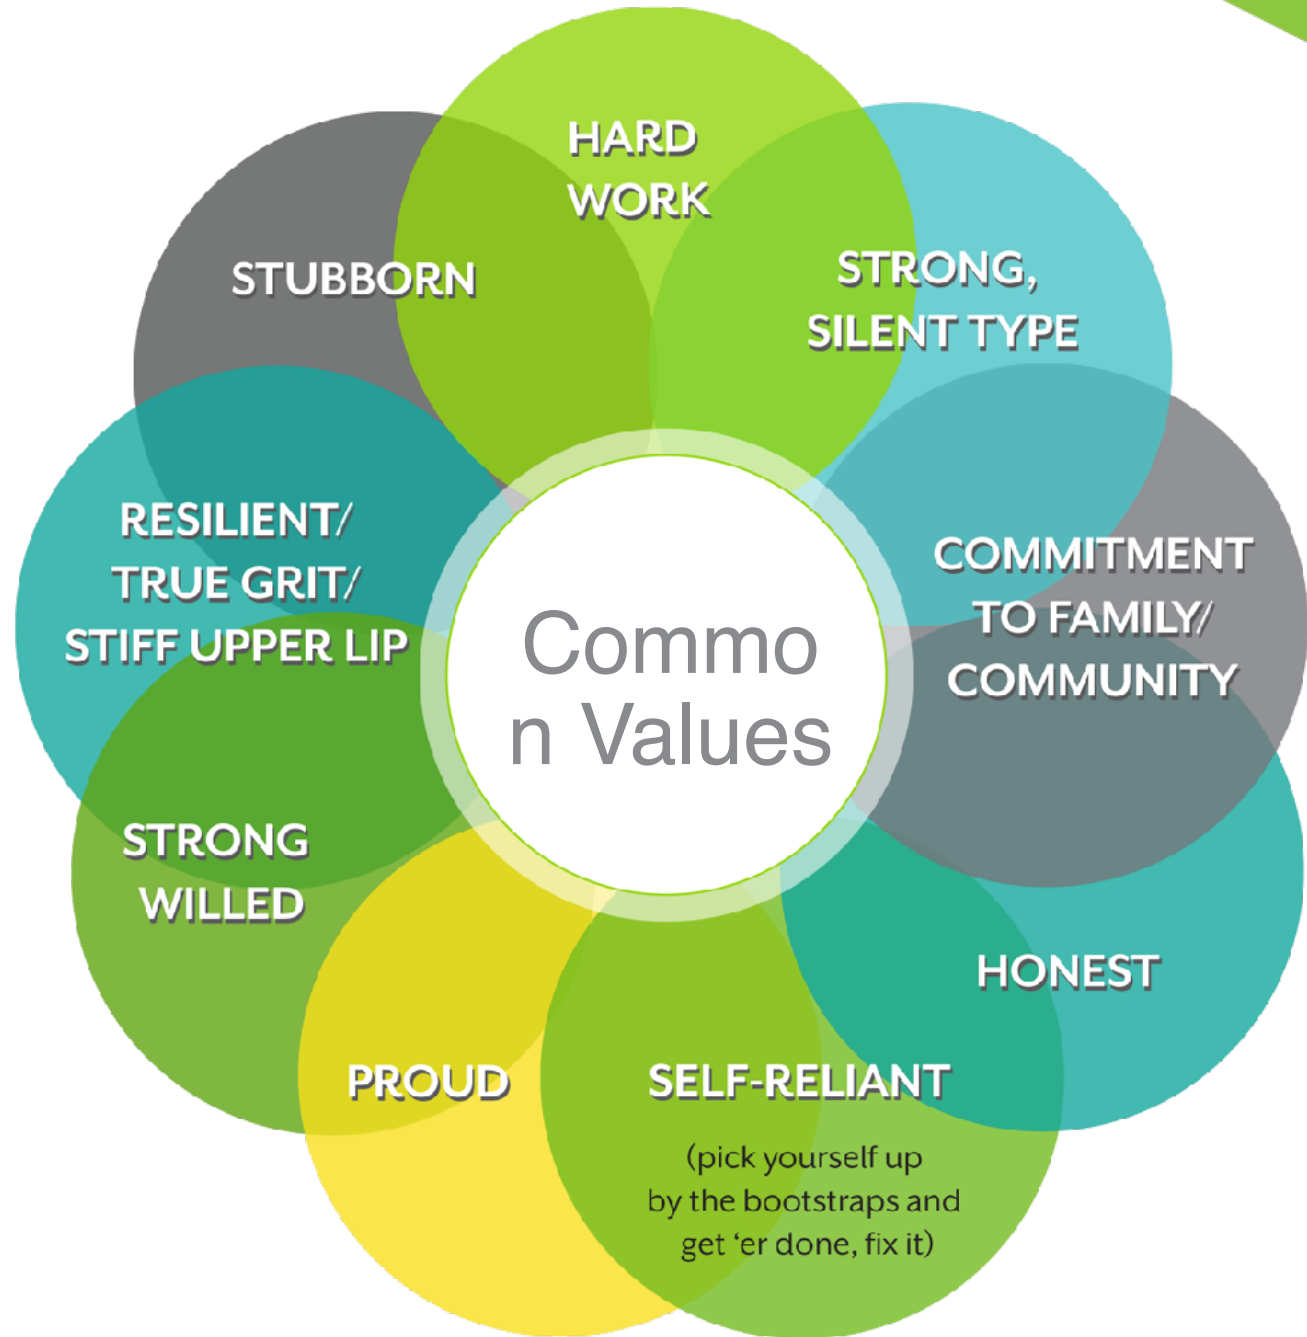 HARD
WORK
STRONG,
SILENT TYPE
COMMITMENT
TO FAMILY/
COMMUNITY
HONEST
SELF-RELIANT
(pick yourself up
by the bootstraps and
get ‘er done, fix it)
PROUD
STRONG
WILLED
RESILIENT/
TRUE GRIT/
STIFF UPPER LIP
STUBBORN
Commo
n Values